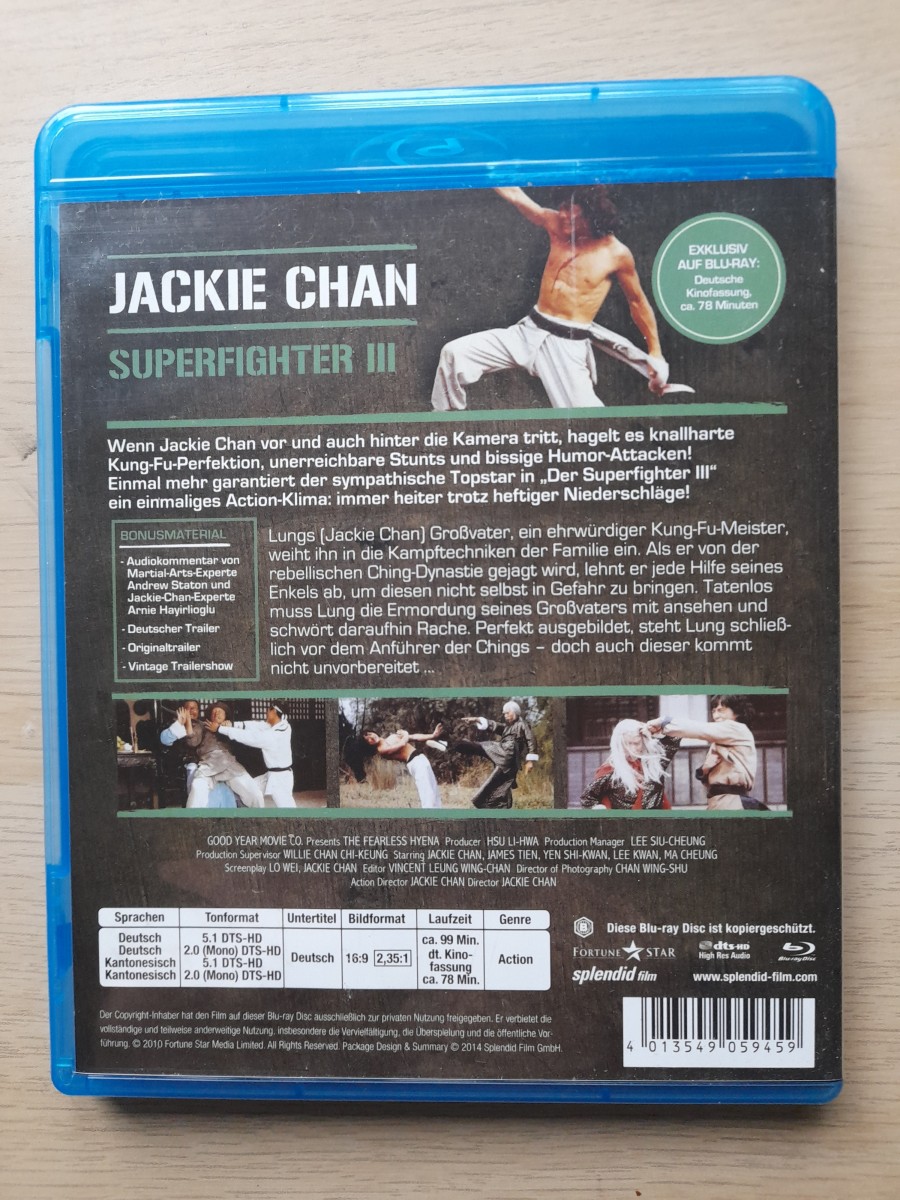 JACKIE CHAN
SUPERFIGHTER III
EXKLUSIV
AUF BLU-RAY:
Deutsche
Kinofassung,
ca. 78 Minuten
Wenn Jackie Chan vor und auch hinter die Kamera tritt, hagelt es knallharte
Kung-Fu-Perfektion, unerreichbare Stunts und bissige Humor-Attacken!
Einmal mehr garantiert der sympathische Topstar in „Der Superfighter III“
ein einmaliges Action-Klima: immer heiter trotz heftiger Niederschläge!
BONUSMATERIAL
- Audiokommentar von
Martial-Arts-Experte
Andrew Staton und
Jackie-Chan-Experte
Arnie Hayirlioglu
- Deutscher Trailer
- Originaltrailer
- Vintage Trailershow
Lungs (Jackie Chan) Großvater, ein ehrwürdiger Kung-Fu-Meister,
weiht ihn in die Kampftechniken der Familie ein. Als er von der
rebellischen Ching-Dynastie gejagt wird, lehnt er jede Hilfe seines
Enkels ab, um diesen nicht selbst in Gefahr zu bringen. Tatenlos
muss Lung die Ermordung seines Großvaters mit ansehen und
schwört daraufhin Rache. Perfekt ausgebildet, steht Lung schließ-
lich vor dem Anführer der Chings – doch auch dieser kommt
nicht unvorbereitet ...
GOOD YEAR MOVIE CO. Presents THE FEARLESS HYENA Producer HSU LI-HWA Production Manager LEE SIU-CHEUNG
Production Supervisor WILLIE CHAN CHI-KEUNG Starring JACKIE CHAN, JAMES TIEN, YEN SHI-KWAN, LEE KWAN, MA CHEUNG
Screenplay LO WEI, JACKIE CHAN Editor VINCENT LEUNG WING-CHAN Director of Photography CHAN WING-SHU
Action Director JACKIE CHAN Director JACKIE CHAN
Sprachen Tonformat Untertitel Bildformat Laufzeit Genre
Deutsch 5.1 DTS-HD
Deutsch 2.0 (Mono) DTS-HD
Kantonesisch 5.1 DTS-HD
Kantonesisch 2.0 (Mono) DTS-HD
Deutsch
16:9 2,35:1
ca. 99 Min.
dt. Kino-
fassung
ca. 78 Min.
Action
B Diese Blu-ray Disc ist kopiergeschützt.
FORTUNE STAR dts-HD High Res Audio Blu-ray Disc
splendid film www.splendid-film.com
Der Copyright-Inhaber hat den Film auf dieser Blu-ray Disc ausschließlich zur privaten Nutzung freigegeben. Er verbietet die
vollständige und teilweise anderweitige Nutzung, insbesondere die Vervielfältigung, die Überspielung und die öffentliche Vor-
führung. © 2010 Fortune Star Media Limited. All Rights Reserved. Package Design & Summary © 2014 Splendid Film GmbH.
4 013549 059459